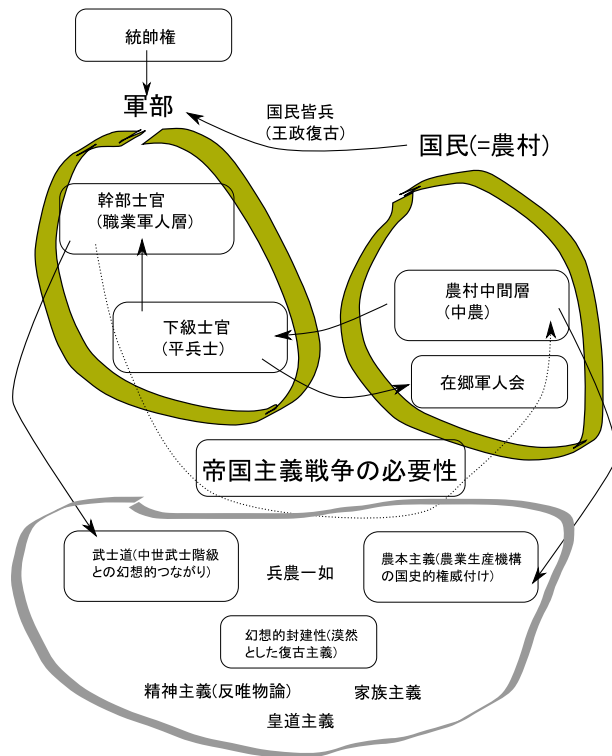 統帥権
軍部
国民皆兵
(王政復古)
国民(=農村)
幹部士官
(職業軍人層)
農村中間層
(中農)
下級士官
(平兵士)
在郷軍人会
帝国主義戦争の必要性
武士道(中世武士階級
との幻想的つながり)
兵農一如
農本主義(農業生産機構
の国史的権威付け)
幻想的封建性(漠然
とした復古主義)
精神主義(反唯物論)
家族主義
皇道主義